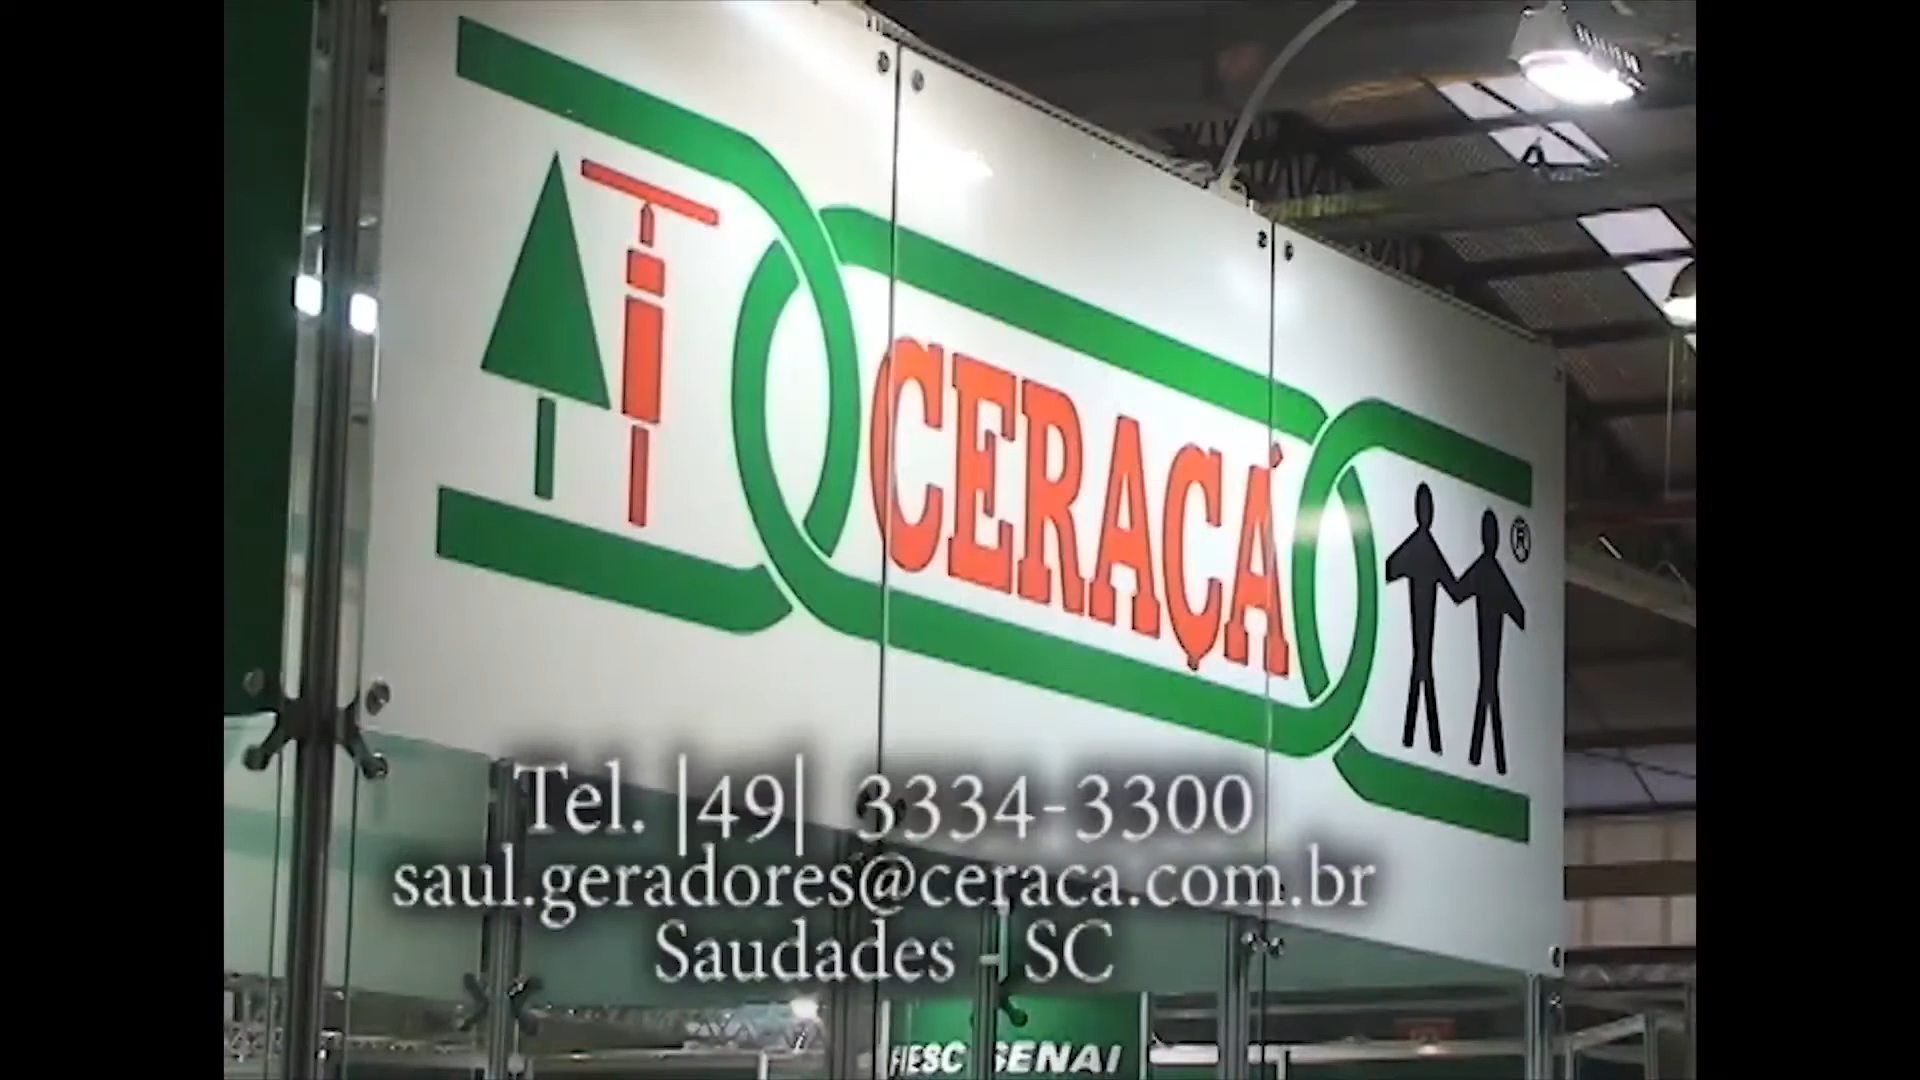 CERAÇÁ
®
Tel. |49| 3334-3300
saul.geradores@ceraca.com.br
Saudades - SC
FIESC SENAI